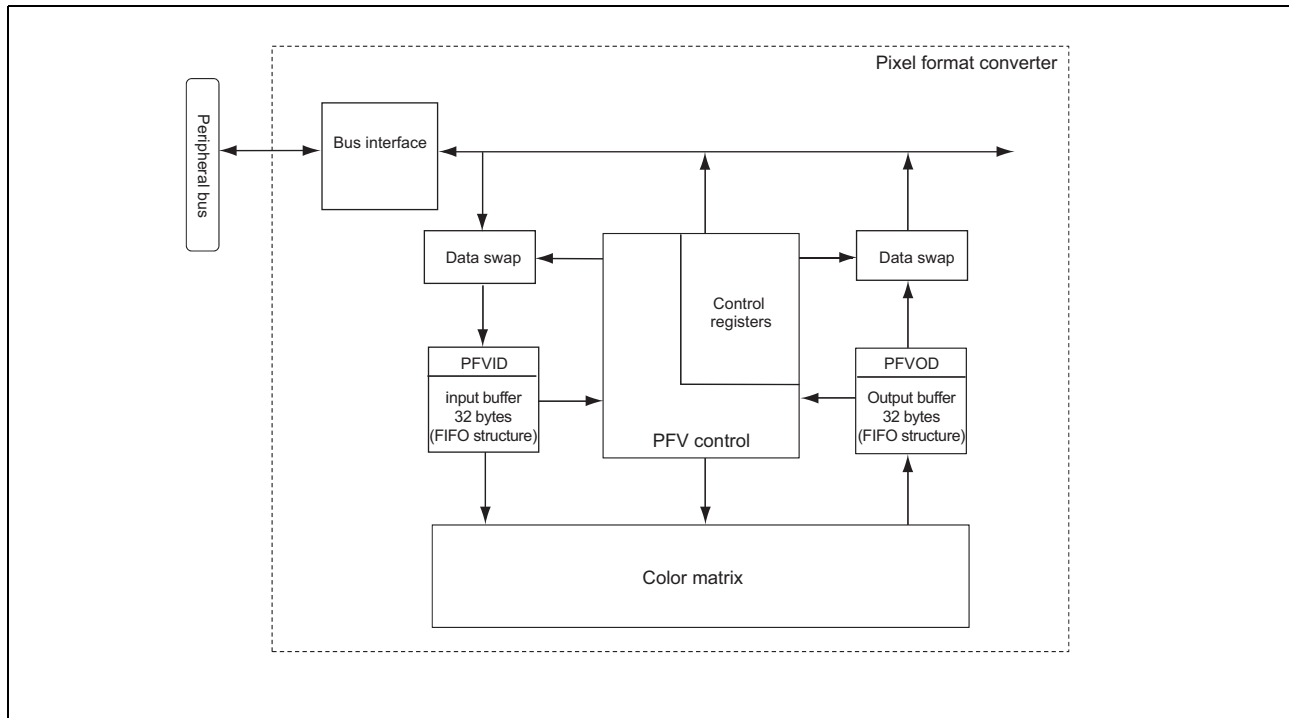 Pixel format converter
Peripheral bus
Bus interface
Data swap
Data swap
Control
registers
PFVID
input buffer
32 bytes
(FIFO structure)
PFV control
PFVOD
Output buffer
32 bytes
(FIFO structure)
Color matrix